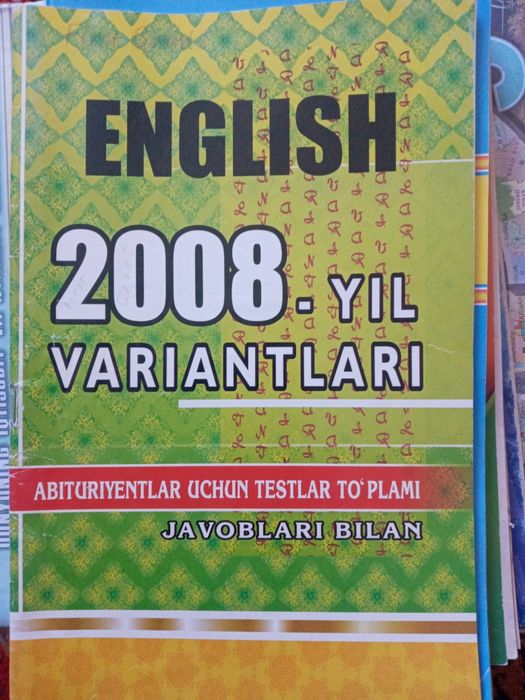 ENGLISH
2008 - YIL
VARIANTLARI
ABITURIYENTLAR UCHUN TESTLAR TO‘PLAMI
JAVOBLARI BILAN